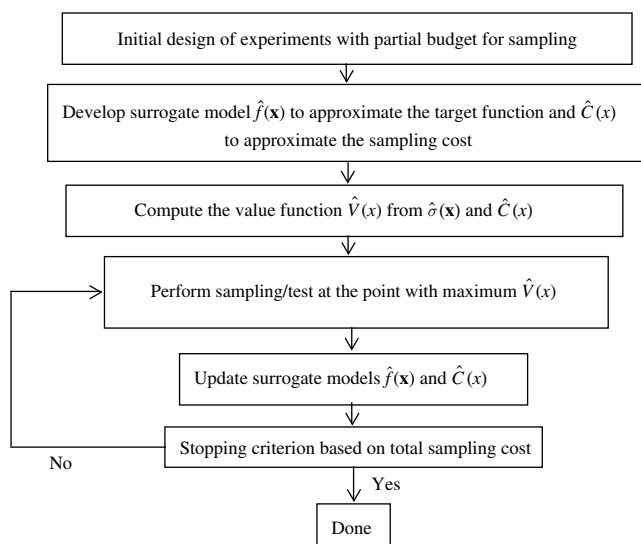 Initial design of experiments with partial budget for sampling
Develop surrogate model f̂(𝐱) to approximate the target function and Ĉ(x)
to approximate the sampling cost
Compute the value function V̂(x) from σ̂(𝐱) and Ĉ(x)
Perform sampling/test at the point with maximum V̂(x)
Update surrogate models f̂(𝐱) and Ĉ(x)
Stopping criterion based on total sampling cost
No
Yes
Done